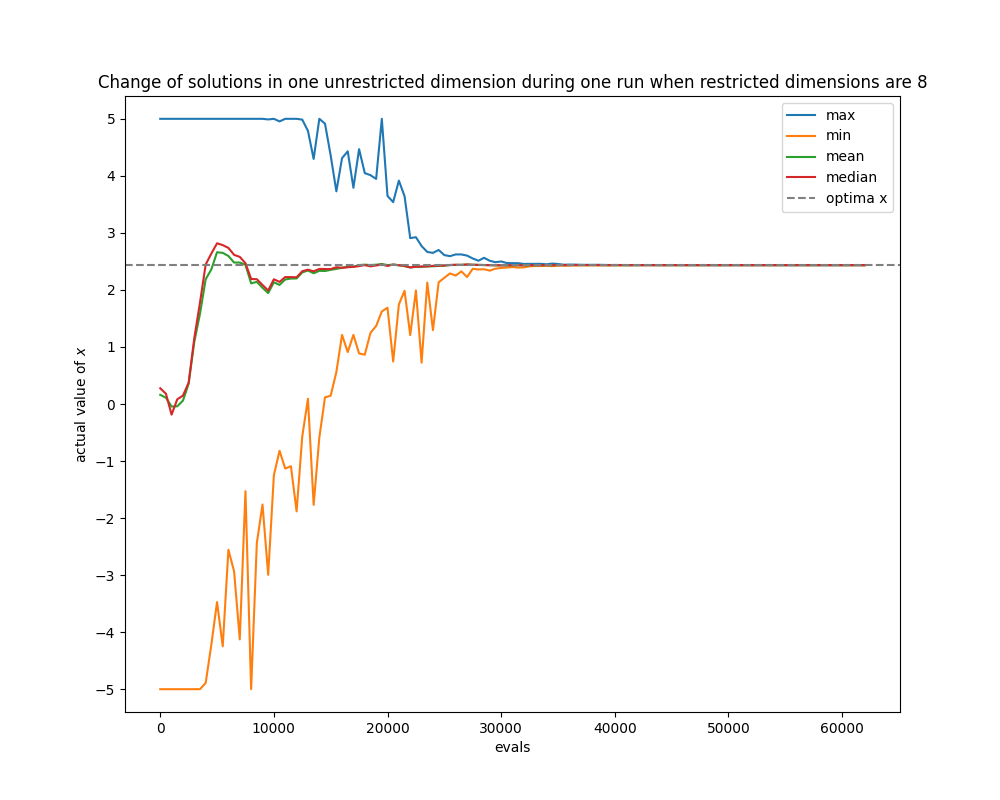 Change of solutions in one unrestricted dimension during one run when restricted dimensions are 8
max
min
mean
median
optima x
actual value of x
5
4
3
2
1
0
−1
−2
−3
−4
−5
0 10000 20000 30000 40000 50000 60000
evals